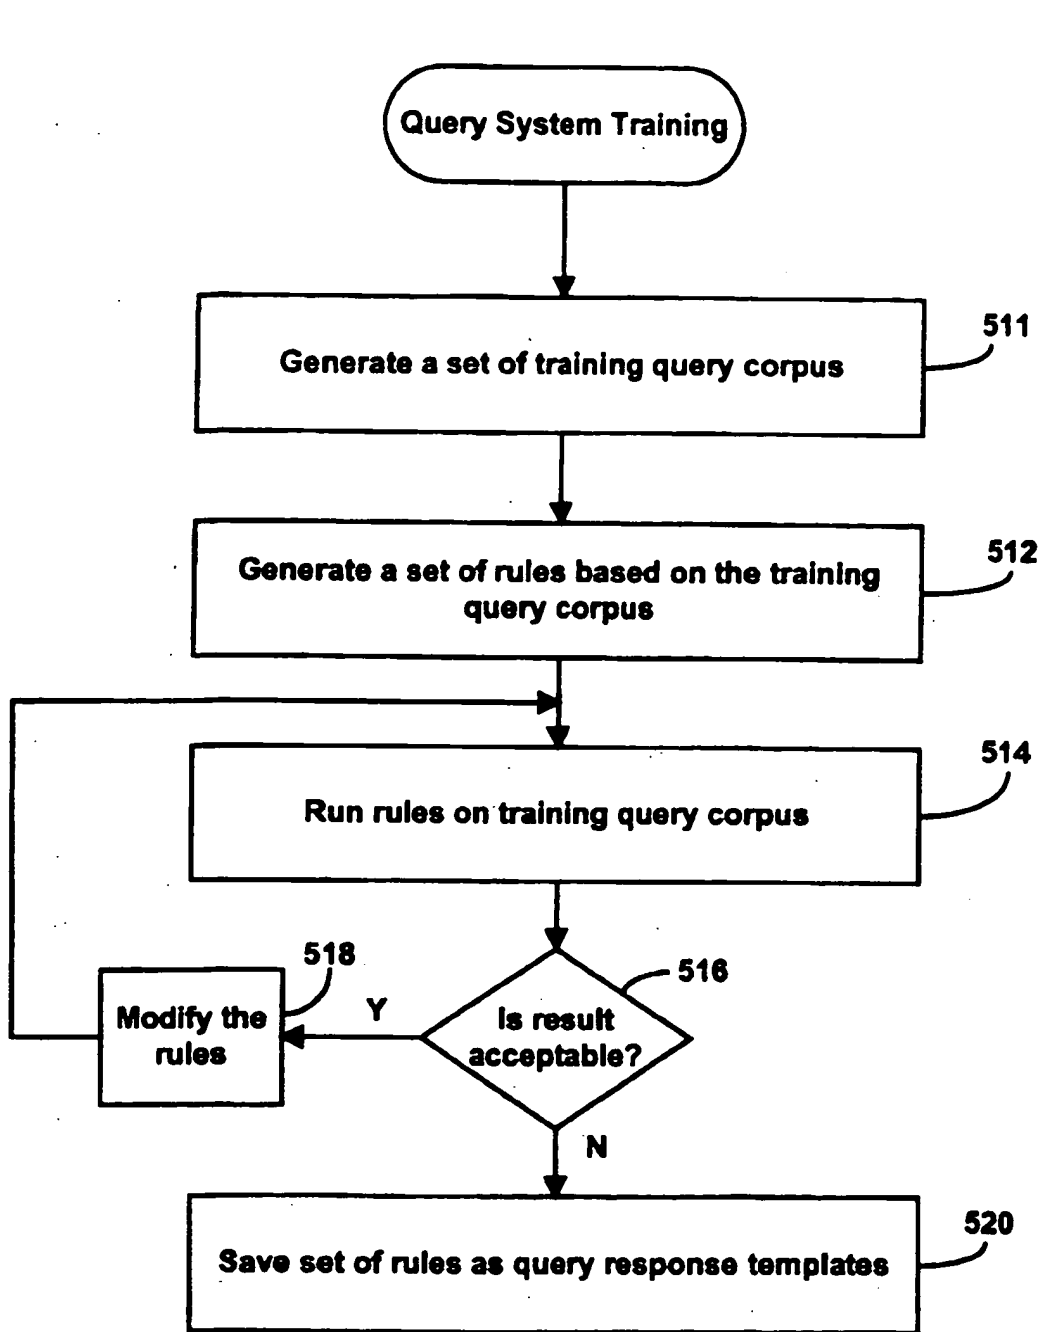 Query System Training
511
Generate a set of training query corpus
512
Generate a set of rules based on the training
query corpus
514
Run rules on training query corpus
518
516
Modify the
rules
Y
Is result
acceptable?
N
520
Save set of rules as query response templates